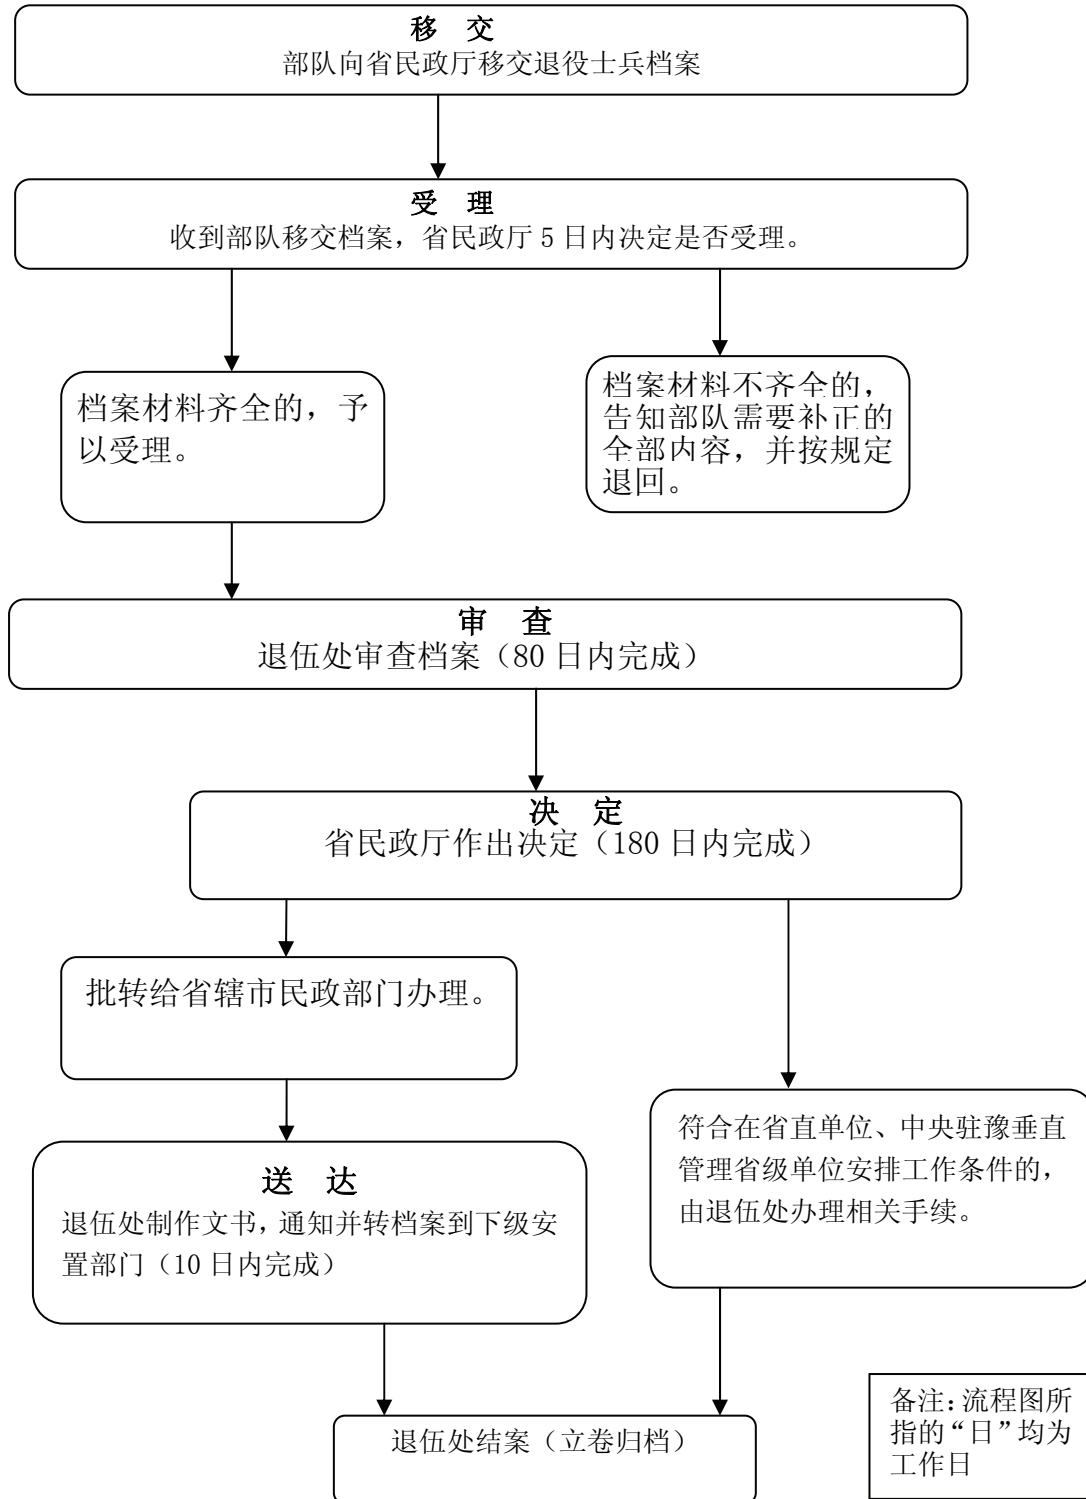 移 交
部队向省民政厅移交退役士兵档案
受 理
收到部队移交档案，省民政厅 5 日内决定是否受理。
档案材料齐全的，予
以受理。
档案材料不齐全的，
告知部队需要补正的
全部内容，并按规定
退回。
审 查
退伍处审查档案（80 日内完成）
决 定
省民政厅作出决定（180 日内完成）
批转给省辖市民政部门办理。
送 达
退伍处制作文书，通知并转档案到下级安
置部门（10 日内完成）
符合在省直单位、中央驻豫垂直
管理省级单位安排工作条件的，
由退伍处办理相关手续。
退伍处结案（立卷归档）
备注：流程图所
指的“日”均为
工作日